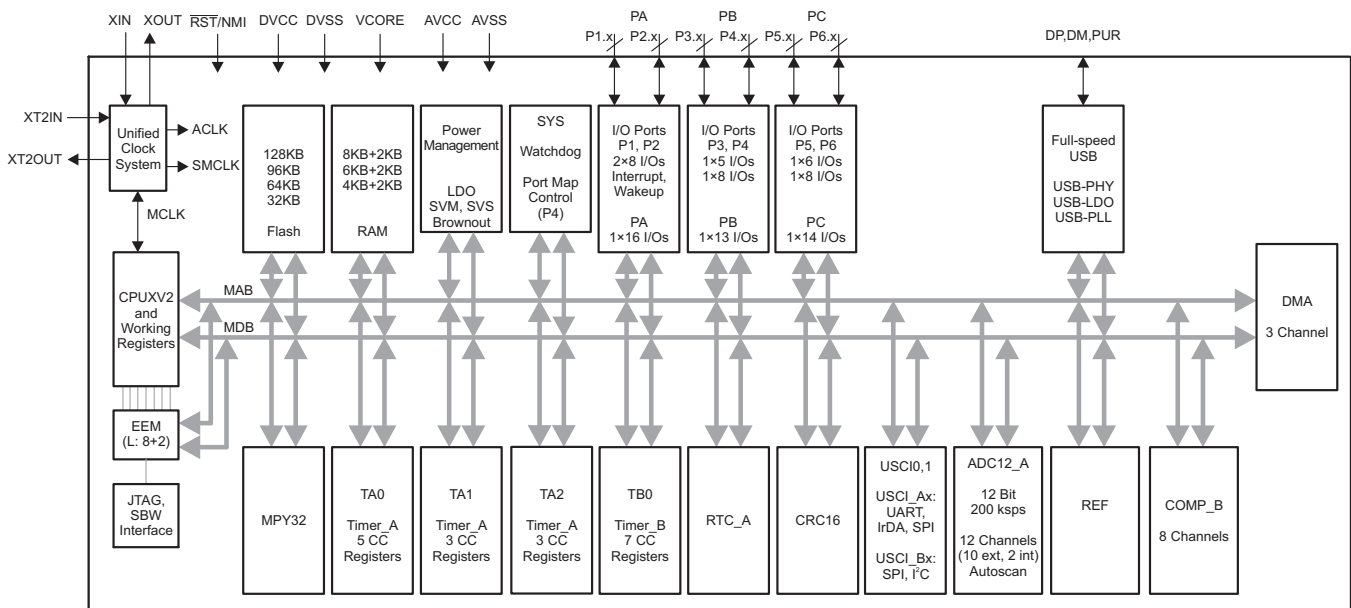 XIN XOUT RST/NMI DVCC DVSS VCORE AVCC AVSS
PA PB PC
P1.x P2.x P3.x P4.x P5.x P6.x
DP,DM,PUR
XT2IN
XT2OUT
Unified
Clock
System
ACLK
SMCLK
MCLK
128KB
96KB
64KB
32KB
Flash
8KB+2KB
6KB+2KB
4KB+2KB
RAM
Power
Management
LDO
SVM, SVS
Brownout
SYS
Watchdog
Port Map
Control
(P4)
I/O Ports
P1, P2
2×8 I/Os
Interrupt,
Wakeup
PA
1×16 I/Os
I/O Ports
P3, P4
1×5 I/Os
1×8 I/Os
PB
1×13 I/Os
I/O Ports
P5, P6
1×6 I/Os
1×8 I/Os
PC
1×14 I/Os
Full-speed
USB
USB-PHY
USB-LDO
USB-PLL
CPUXV2
and
Working
Registers
MAB
MDB
DMA
3 Channel
EEM
(L: 8+2)
JTAG,
SBW
Interface
MPY32
TA0
Timer_A
5 CC
Registers
TA1
Timer_A
3 CC
Registers
TA2
Timer_A
3 CC
Registers
TB0
Timer_B
7 CC
Registers
RTC_A
CRC16
USCI0,1
USCI_Ax:
UART,
IrDA, SPI
USCI_Bx:
SPI, I²C
ADC12_A
12 Bit
200 ksps
12 Channels
(10 ext, 2 int)
Autoscan
REF
COMP_B
8 Channels